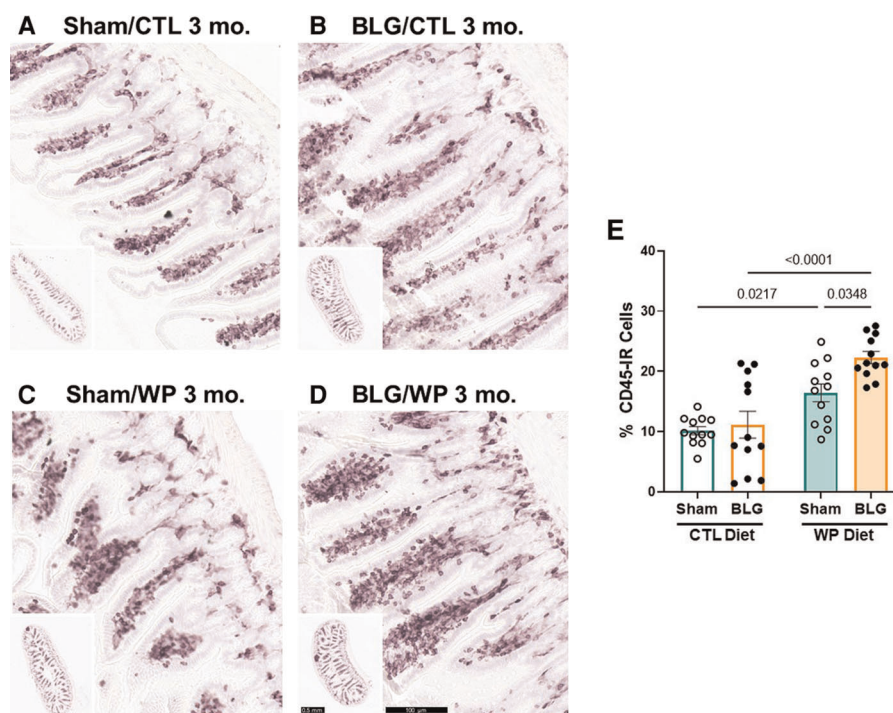 A Sham/CTL 3 mo.
B BLG/CTL 3 mo.
C Sham/WP 3 mo.
D BLG/WP 3 mo.
0.5 mm
100 µm
E
% CD45-IR Cells
40
30
20
10
0
<0.0001
0.0217
0.0348
Sham BLG Sham BLG
CTL Diet WP Diet